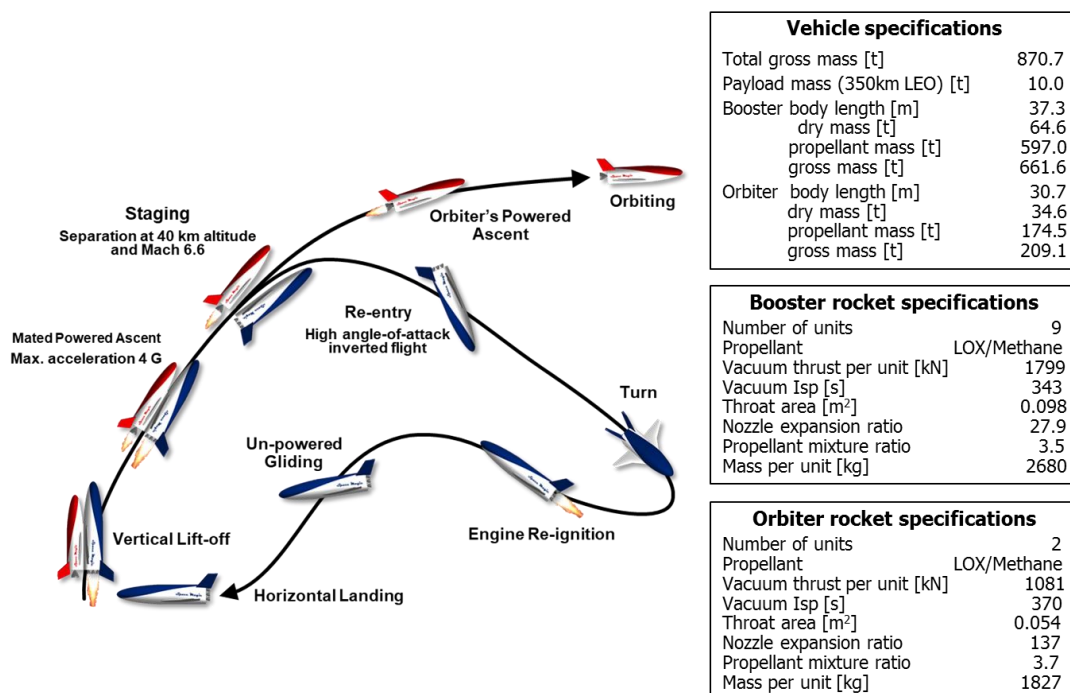 Staging
Separation at 40 km altitude
and Mach 6.6
Orbiter's Powered
Ascent
Orbiting
Mated Powered Ascent
Max. acceleration 4 G
Re-entry
High angle-of-attack
inverted flight
Turn
Un-powered
Gliding
Engine Re-ignition
Vertical Lift-off
Horizontal Landing
Vehicle specifications
Total gross mass [t] 870.7
Payload mass (350km LEO) [t] 10.0
Booster body length [m] 37.3
dry mass [t] 64.6
propellant mass [t] 597.0
gross mass [t] 661.6
Orbiter body length [m] 30.7
dry mass [t] 34.6
propellant mass [t] 174.5
gross mass [t] 209.1
Booster rocket specifications
Number of units 9
Propellant LOX/Methane
Vacuum thrust per unit [kN] 1799
Vacuum Isp [s] 343
Throat area [m²] 0.098
Nozzle expansion ratio 27.9
Propellant mixture ratio 3.5
Mass per unit [kg] 2680
Orbiter rocket specifications
Number of units 2
Propellant LOX/Methane
Vacuum thrust per unit [kN] 1081
Vacuum Isp [s] 370
Throat area [m²] 0.054
Nozzle expansion ratio 137
Propellant mixture ratio 3.7
Mass per unit [kg] 1827